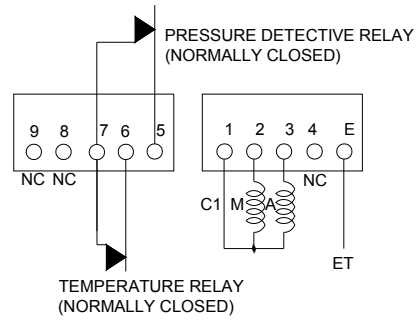 PRESSURE DETECTIVE RELAY
(NORMALLY CLOSED)
9 8 7 6 5
1 2 3 4 E
NC NC
NC
C1 M A
ET
TEMPERATURE RELAY
(NORMALLY CLOSED)